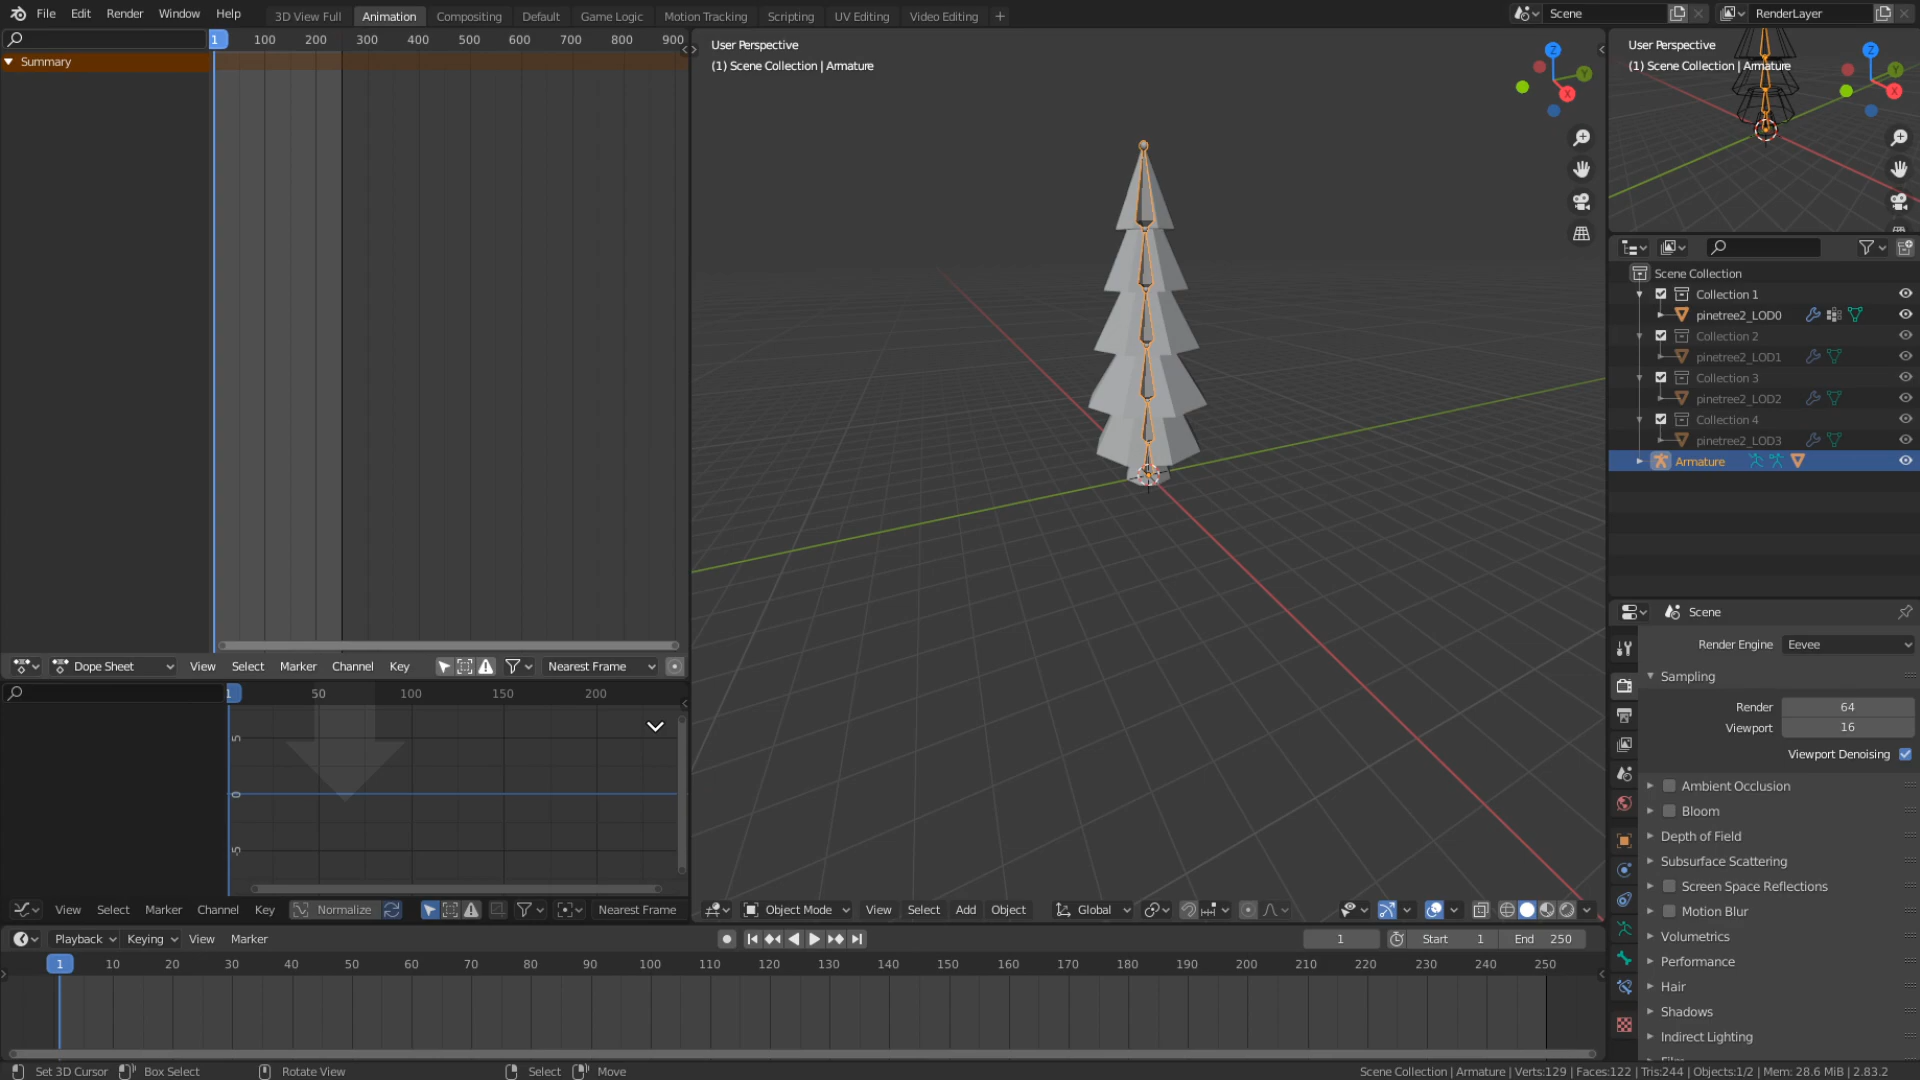 File Edit Render Window Help 3D View Full Animation Compositing Default Game Logic Motion Tracking Scripting UV Editing Video Editing + Scene RenderLayer
1 100 200 300 400 500 600 700 800 900
Summary
User Perspective
(1) Scene Collection | Armature
Z
Y
X
User Perspective
(1) Scene Collection | Armature
Z
Y
X
Scene Collection
Collection 1
pinetree2_LOD0
Collection 2
pinetree2_LOD1
Collection 3
pinetree2_LOD2
Collection 4
pinetree2_LOD3
Armature
Scene
Render Engine Eevee
Sampling
Render 64
Viewport 16
Viewport Denoising
Ambient Occlusion
Bloom
Depth of Field
Subsurface Scattering
Screen Space Reflections
Motion Blur
Volumetrics
Performance
Hair
Shadows
Indirect Lighting
Dope Sheet View Select Marker Channel Key Nearest Frame
1 50 100 150 200
5
0
-5
View Select Marker Channel Key Normalize Nearest Frame
Object Mode View Select Add Object Global
Playback Keying View Marker 1 Start 1 End 250
1 10 20 30 40 50 60 70 80 90 100 110 120 130 140 150 160 170 180 190 200 210 220 230 240 250
Set 3D Cursor Box Select Rotate View Select Move Scene Collection | Armature | Verts:129 | Faces:122 | Tris:244 | Objects:1/2 | Mem: 28.6 MiB | 2.83.2